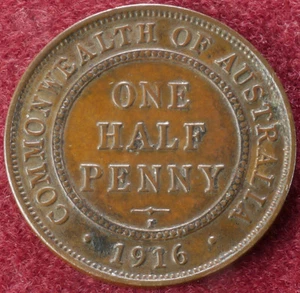 COMMONWEALTH OF AUSTRALIA
ONE
HALF
PENNY
1916